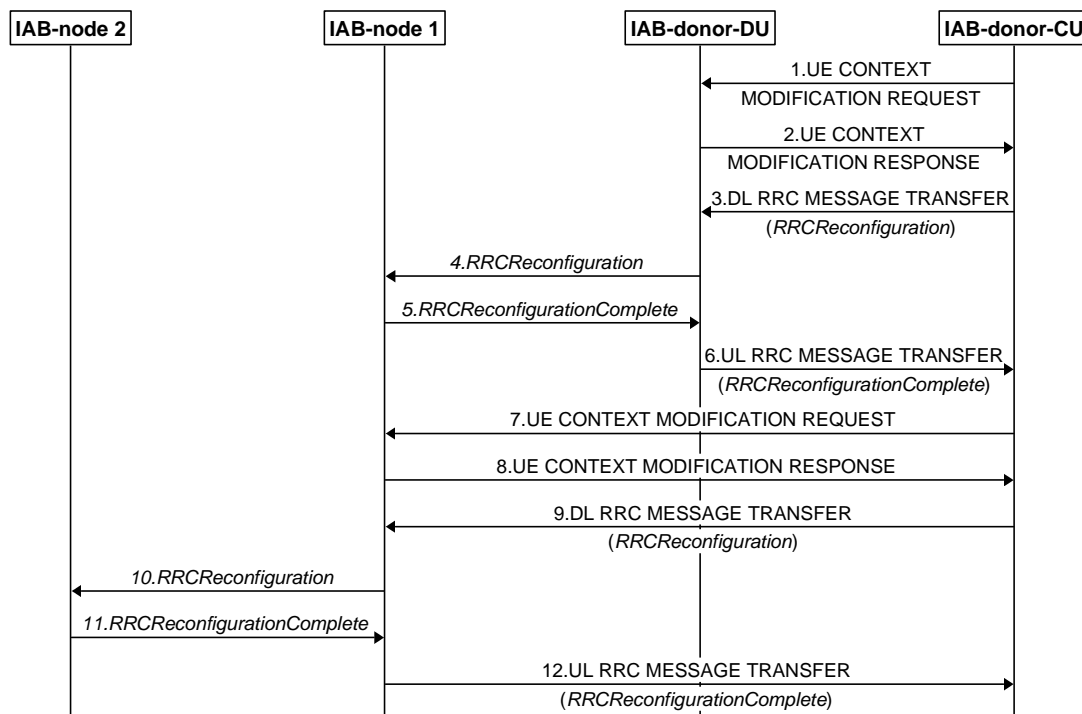 IAB-node 2
IAB-node 1
IAB-donor-DU
IAB-donor-CU
1.UE CONTEXT
MODIFICATION REQUEST
2.UE CONTEXT
MODIFICATION RESPONSE
3.DL RRC MESSAGE TRANSFER
(RRCReconfiguration)
4.RRCReconfiguration
5.RRCReconfigurationComplete
6.UL RRC MESSAGE TRANSFER
(RRCReconfigurationComplete)
7.UE CONTEXT MODIFICATION REQUEST
8.UE CONTEXT MODIFICATION RESPONSE
9.DL RRC MESSAGE TRANSFER
(RRCReconfiguration)
10.RRCReconfiguration
11.RRCReconfigurationComplete
12.UL RRC MESSAGE TRANSFER
(RRCReconfigurationComplete)